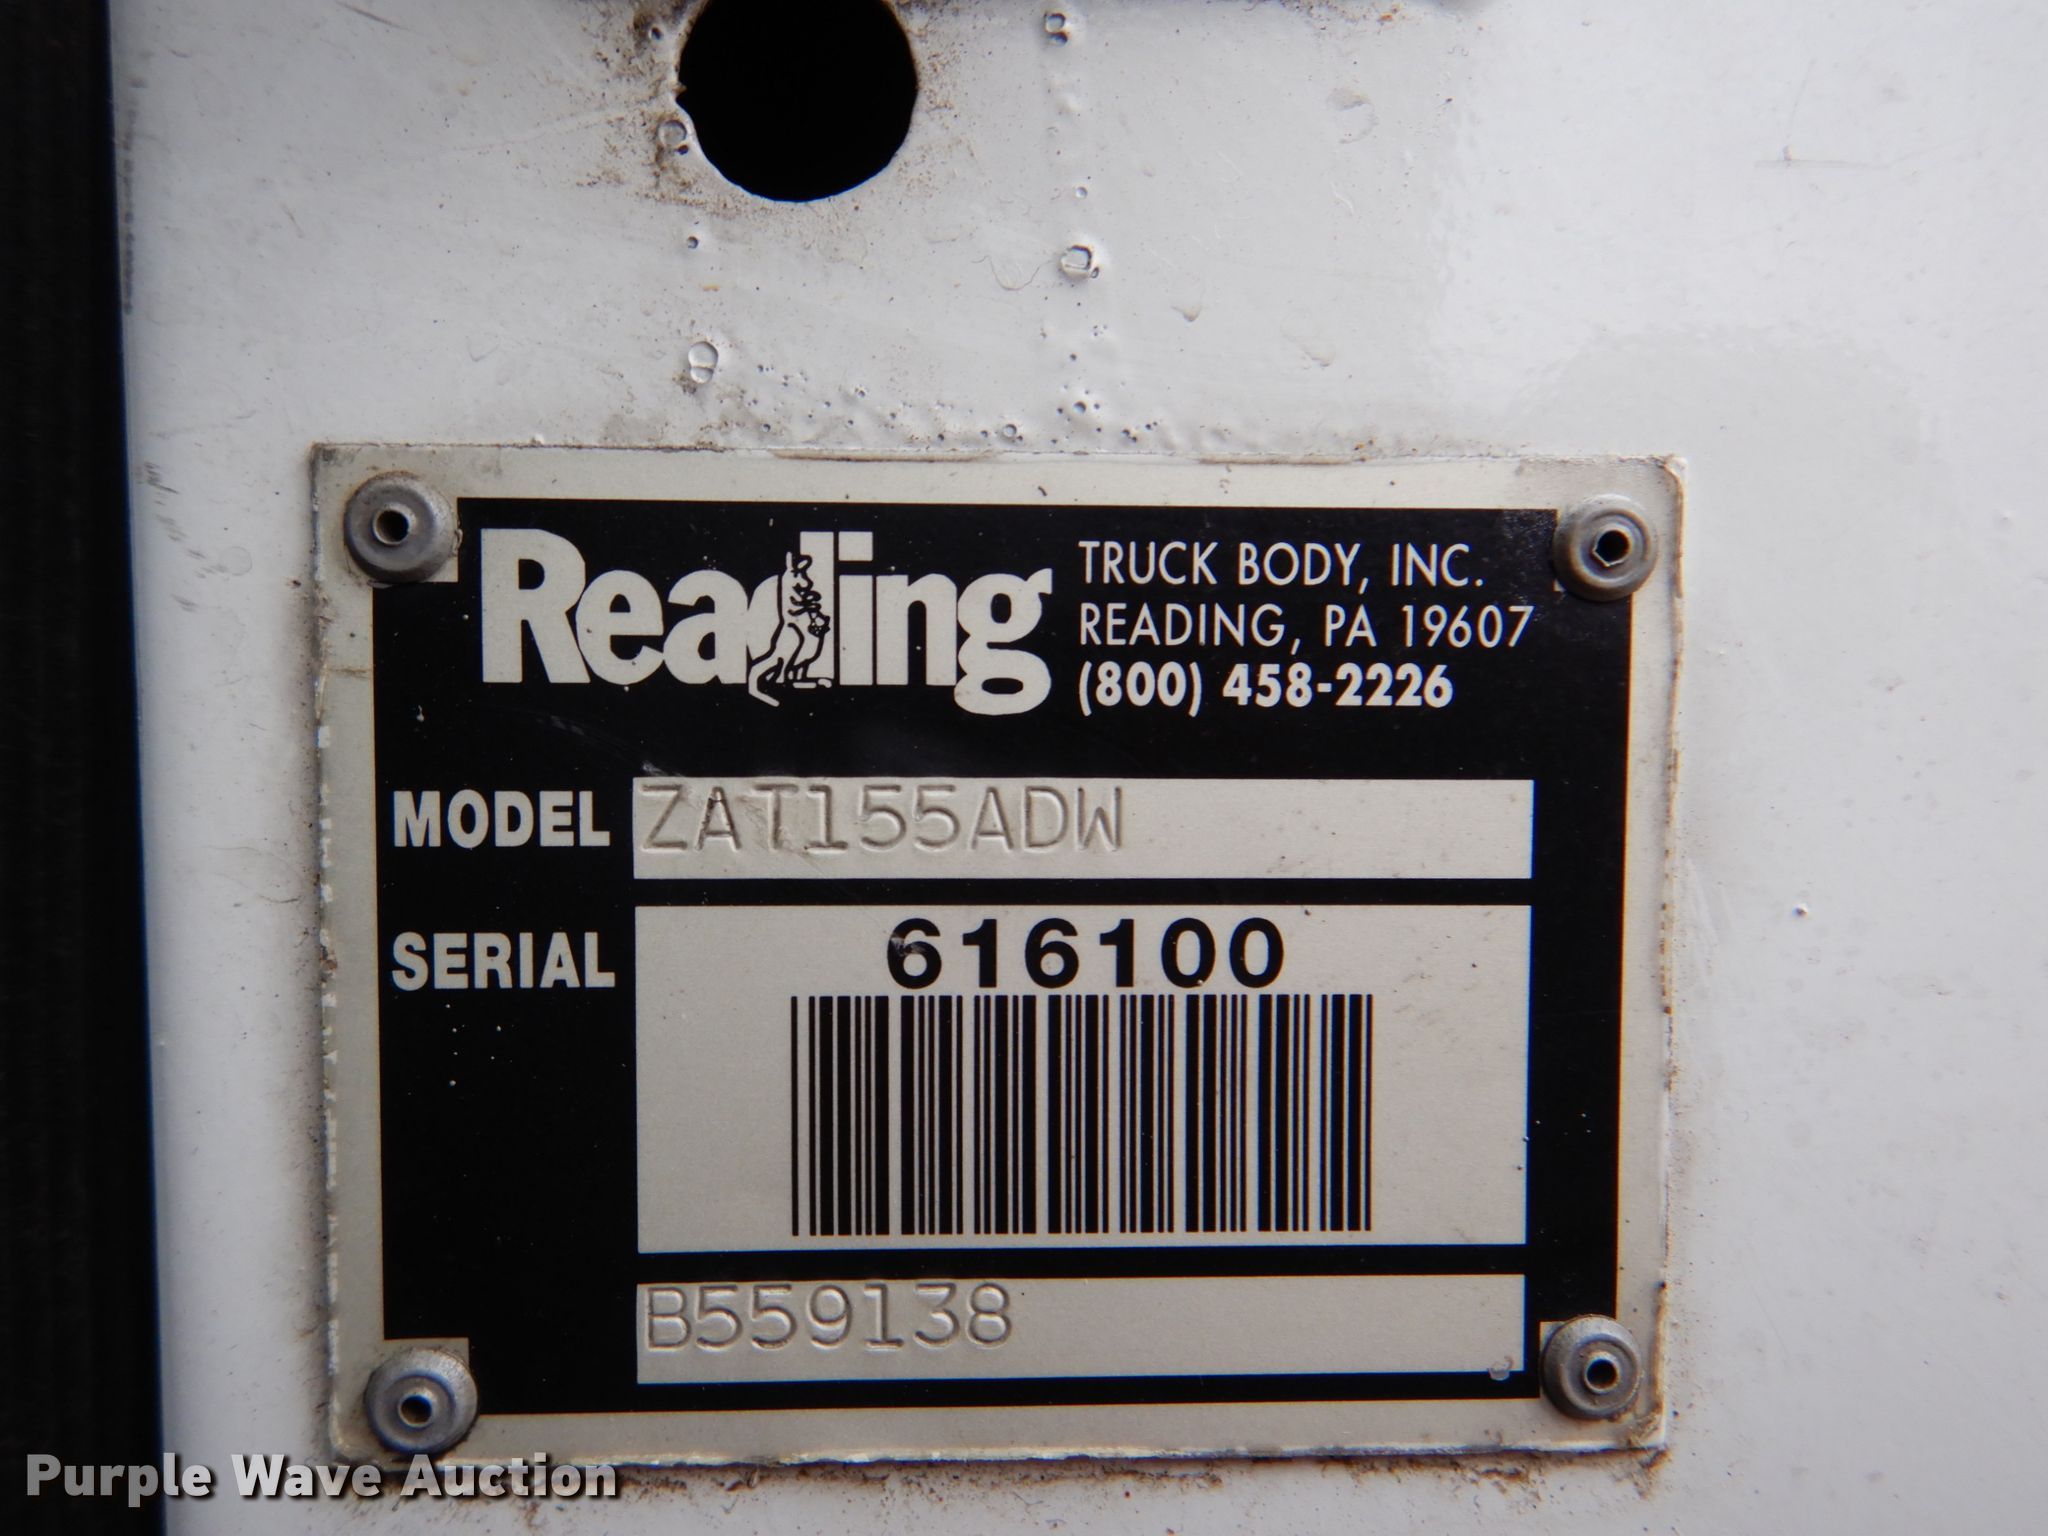 Reading
TRUCK BODY, INC.
READING, PA 19607
(800) 458-2226
MODEL ZAT155ADW
SERIAL 616100
B559138
Purple Wave Auction